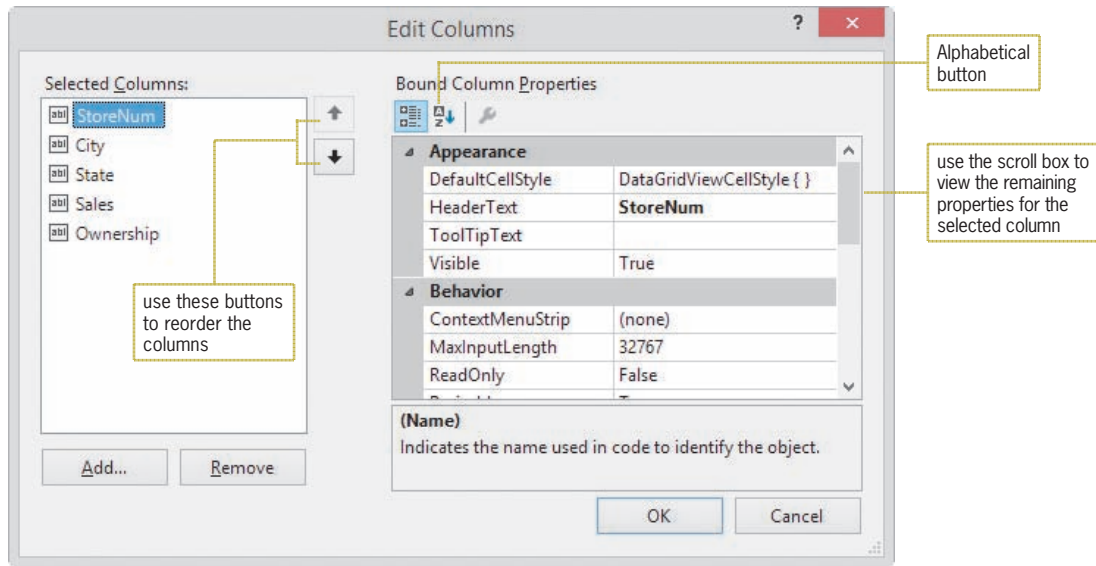 Edit Columns
?
×
Selected Columns:
StoreNum
City
State
Sales
Ownership
use these buttons
to reorder the
columns
Add...
Remove
Bound Column Properties
A
Z
Appearance
DefaultCellStyle DataGridViewCellStyle { }
HeaderText StoreNum
ToolTipText
Visible True
Behavior
ContextMenuStrip (none)
MaxInputLength 32767
ReadOnly False
(Name)
Indicates the name used in code to identify the object.
OK
Cancel
Alphabetical
button
use the scroll box to
view the remaining
properties for the
selected column